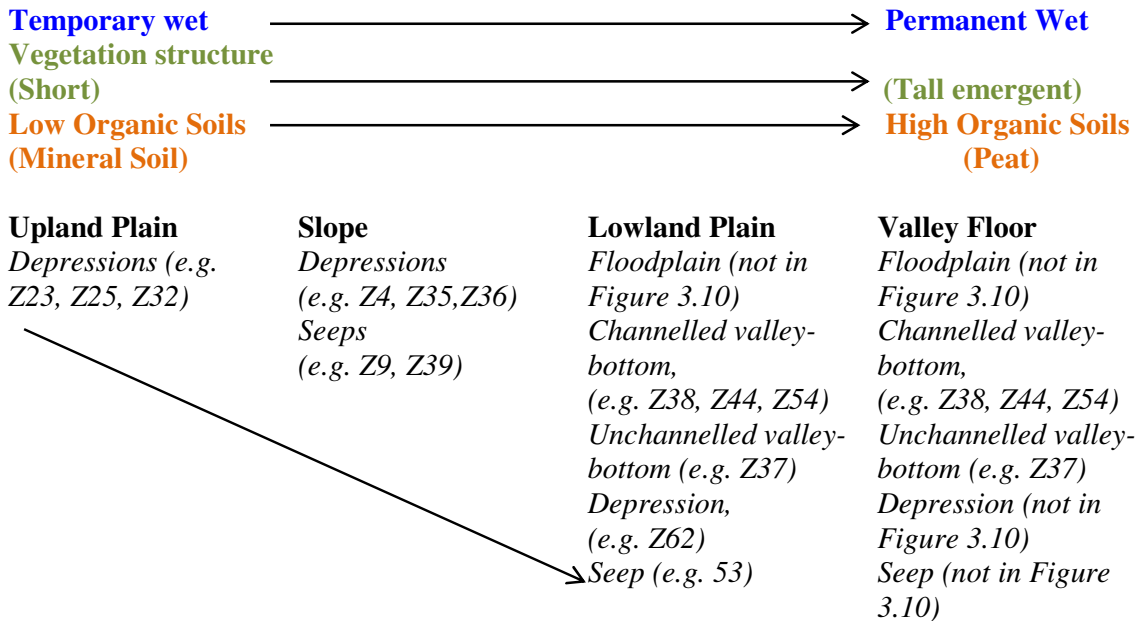 Temporary wet
Permanent Wet
Vegetation structure
(Short)
(Tall emergent)
Low Organic Soils
High Organic Soils
(Mineral Soil)
(Peat)
Upland Plain
Depressions (e.g.
Z23, Z25, Z32)
Slope
Depressions
(e.g. Z4, Z35,Z36)
Seeps
(e.g. Z9, Z39)
Lowland Plain
Floodplain (not in
Figure 3.10)
Channelled valley-
bottom,
(e.g. Z38, Z44, Z54)
Unchannelled valley-
bottom (e.g. Z37)
Depression,
(e.g. Z62)
Seep (e.g. 53)
Valley Floor
Floodplain (not in
Figure 3.10)
Channelled valley-
bottom,
(e.g. Z38, Z44, Z54)
Unchannelled valley-
bottom (e.g. Z37)
Depression (not in
Figure 3.10)
Seep (not in Figure
3.10)